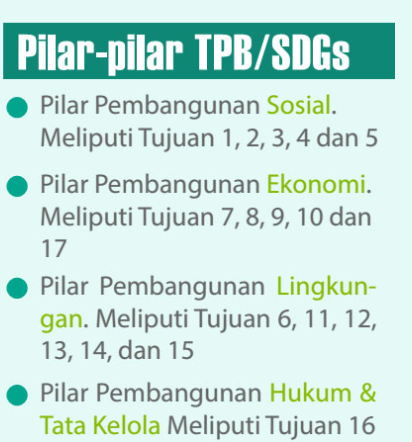 Pilar-pilar TPB/SDGs
Pilar Pembangunan Sosial.
Meliputi Tujuan 1, 2, 3, 4 dan 5
Pilar Pembangunan Ekonomi.
Meliputi Tujuan 7, 8, 9, 10 dan
17
Pilar Pembangunan Lingkun-
gan. Meliputi Tujuan 6, 11, 12,
13, 14, dan 15
Pilar Pembangunan Hukum &
Tata Kelola Meliputi Tujuan 16